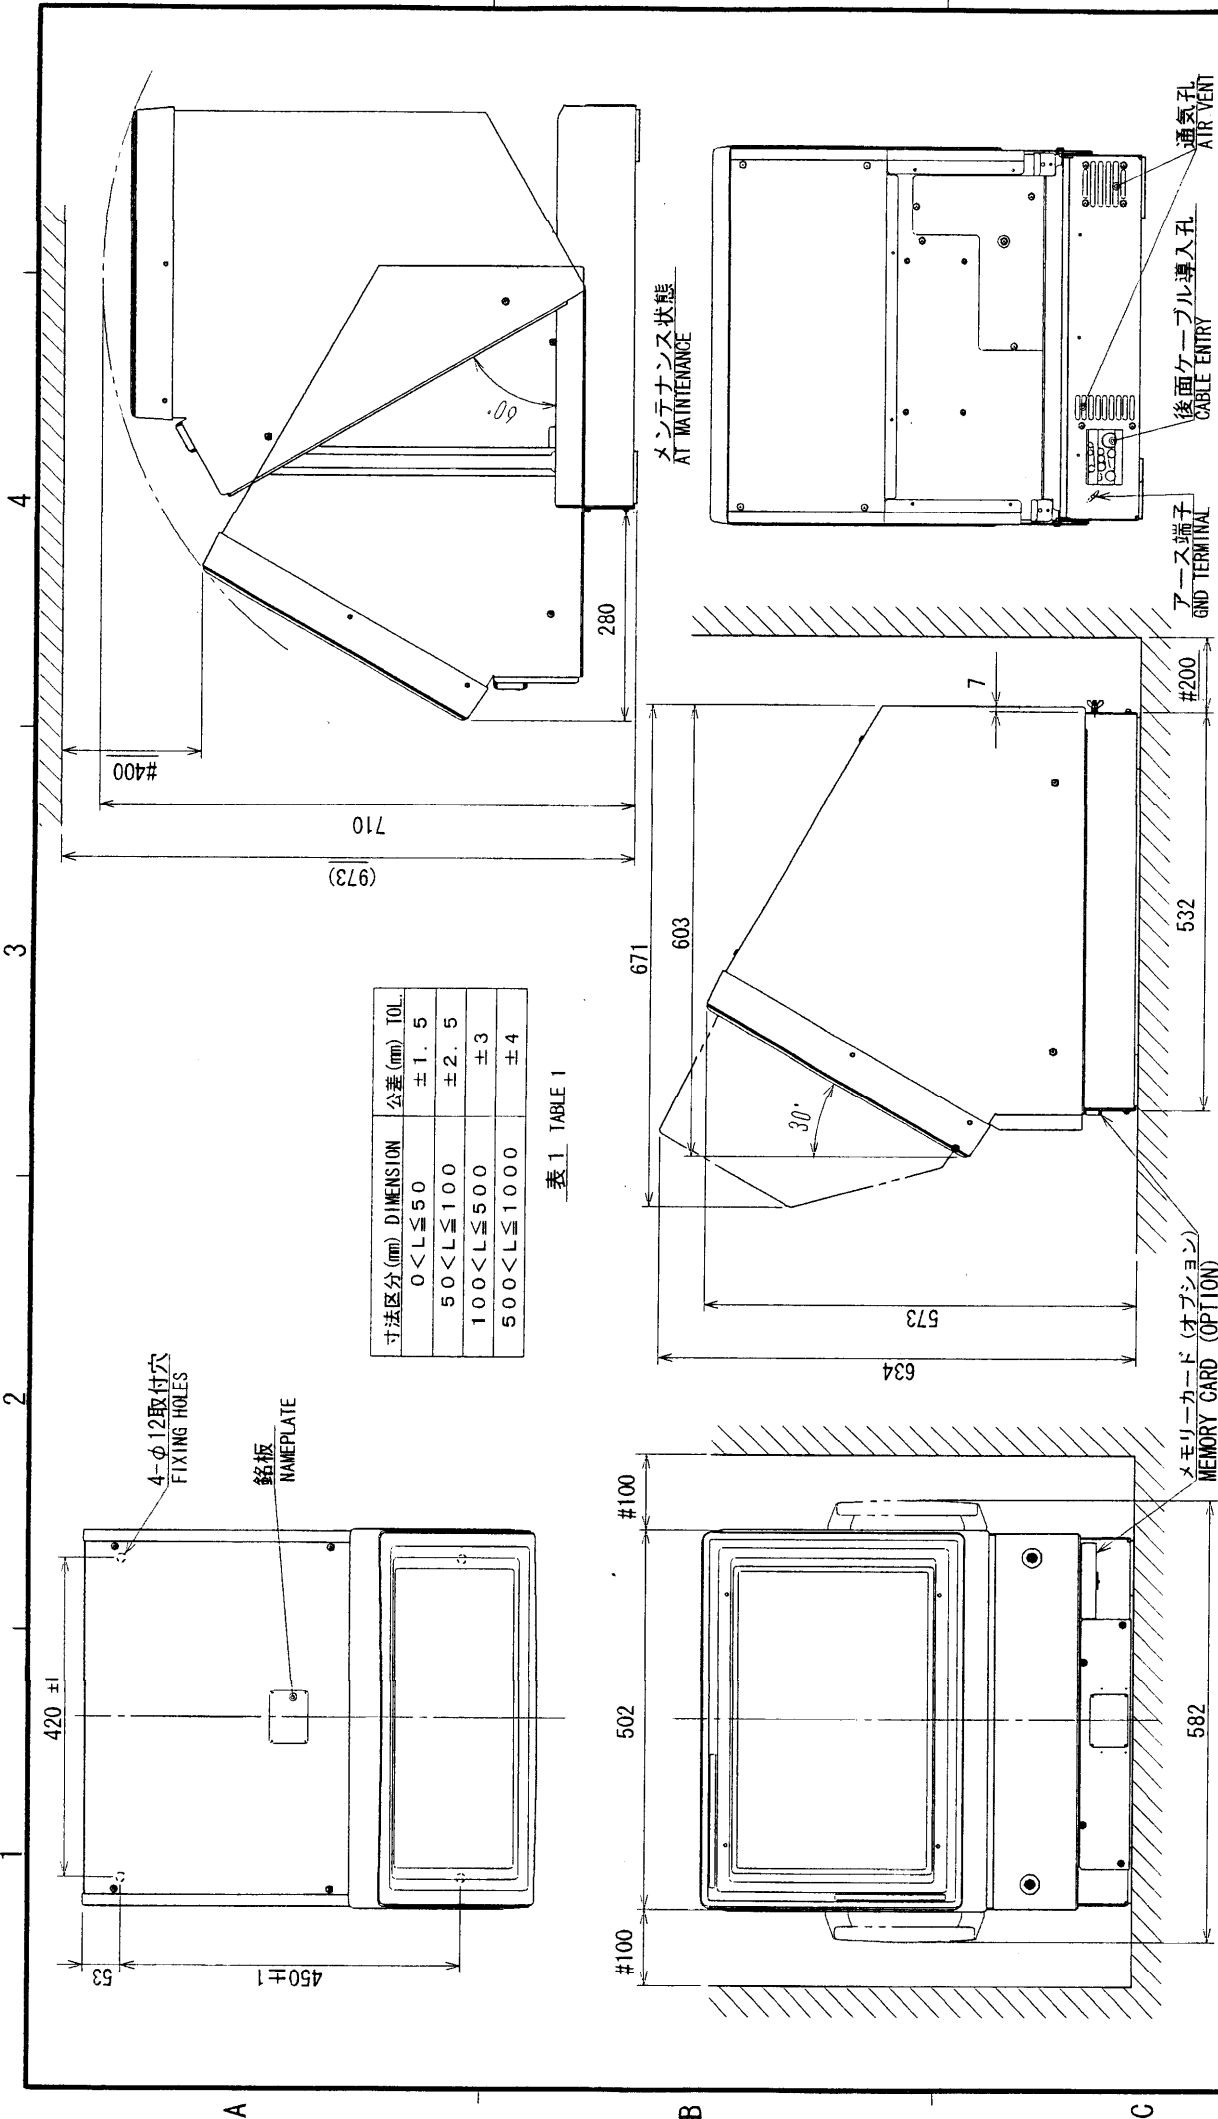 1
2
3
4
A
B
C
420 ±1
53
450±1
4-φ12取付穴
FIXING HOLES
銘板
NAMEPLATE
寸法区分(mm) DIMENSION 公差(mm) TOL.
0<L≦50 ±1.5
50<L≦100 ±2.5
100<L≦500 ±3
500<L≦1000 ±4
表1 TABLE 1
#400
710
(973)
60°
280
メンテナンス状態
AT MAINTENANCE
#100
502
#100
582
メモリーカード(オプション)
MEMORY CARD (OPTION)
671
603
30°
573
634
7
532
#200
アース端子
GND TERMINAL
後面ケーブル導入孔
CABLE ENTRY
通気孔
AIR VENT